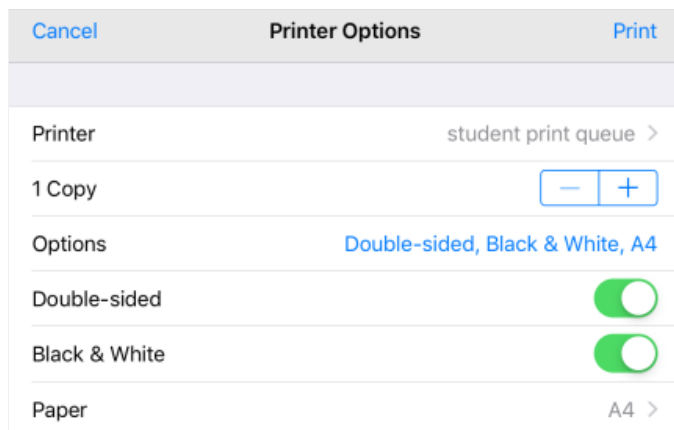 Cancel Printer Options Print
Printer student print queue >
1 Copy − +
Options Double-sided, Black & White, A4
Double-sided
Black & White
Paper A4 >